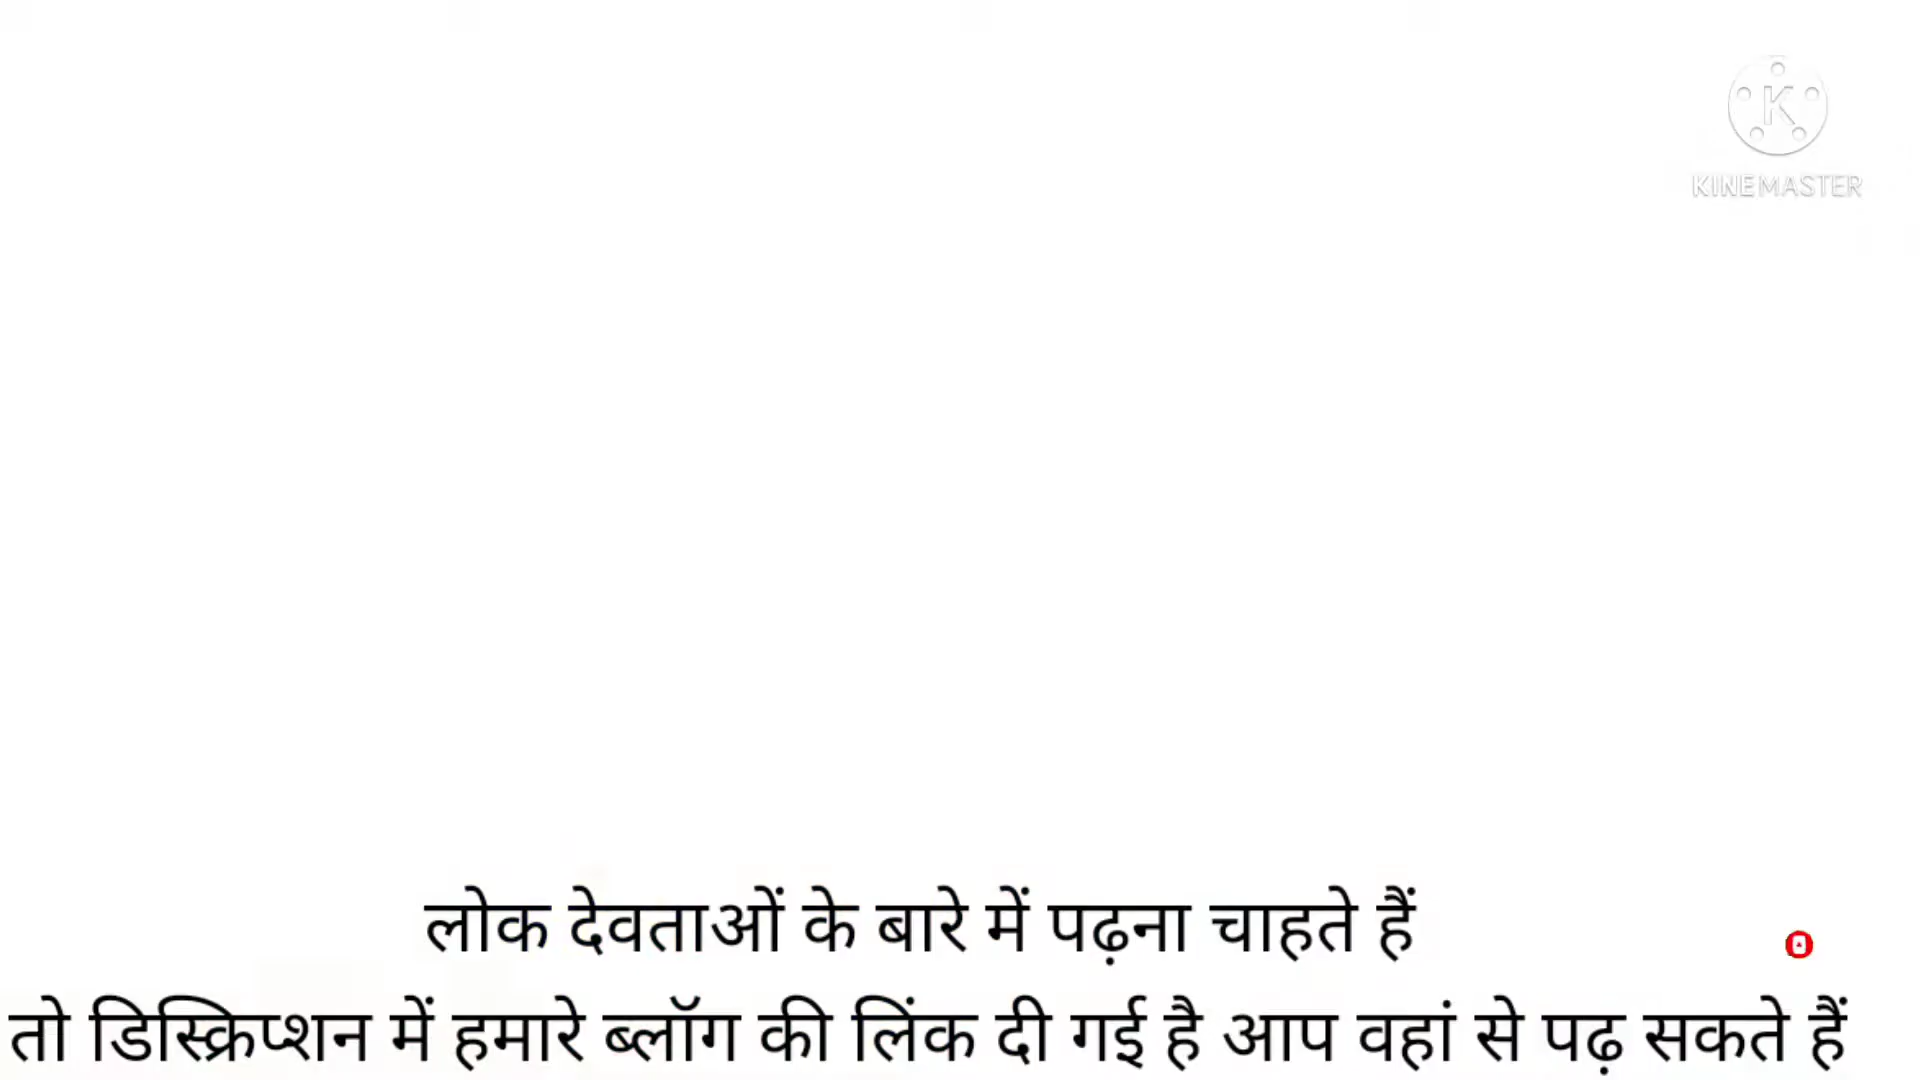 KINEMASTER
लोक देवताओं के बारे में पढ़ना चाहते हैं
तो डिस्क्रिप्शन में हमारे ब्लॉग की लिंक दी गई है आप वहां से पढ़ सकते हैं